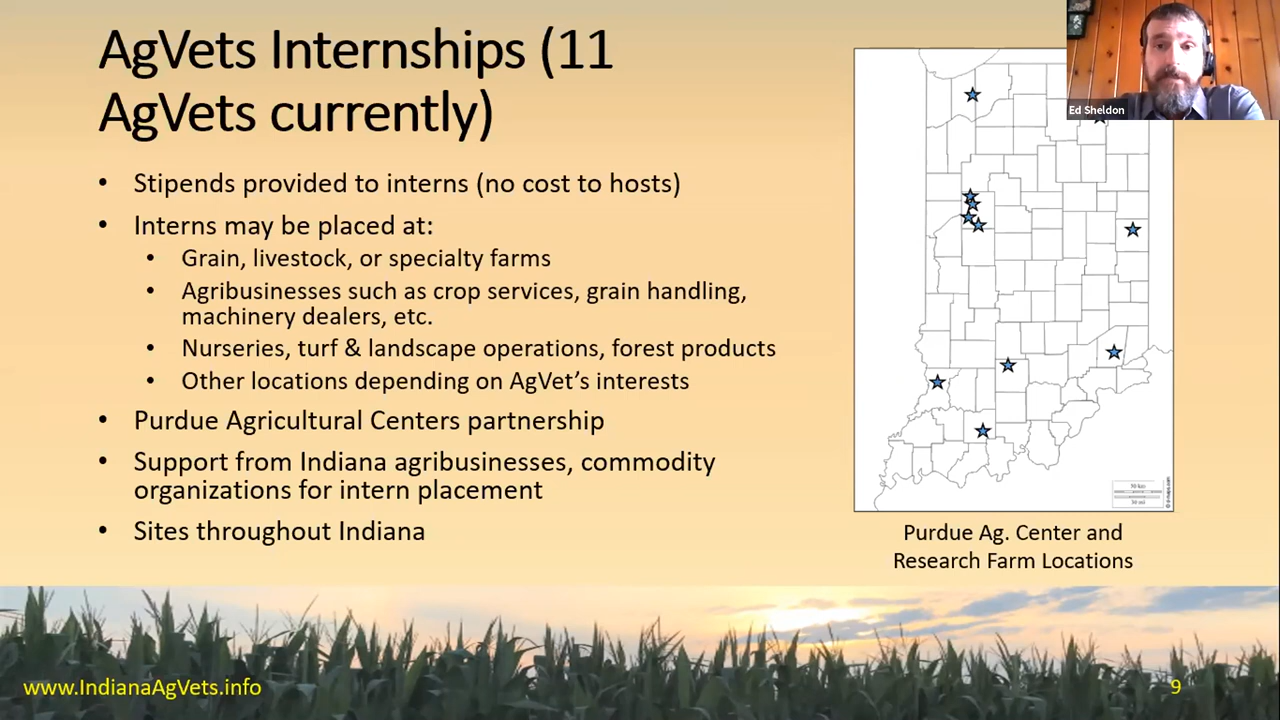 AgVets Internships (11
AgVets currently)
Ed Sheldon
• Stipends provided to interns (no cost to hosts)
• Interns may be placed at:
• Grain, livestock, or specialty farms
• Agribusinesses such as crop services, grain handling,
machinery dealers, etc.
• Nurseries, turf & landscape operations, forest products
• Other locations depending on AgVet’s interests
• Purdue Agricultural Centers partnership
• Support from Indiana agribusinesses, commodity
organizations for intern placement
• Sites throughout Indiana
Purdue Ag. Center and
Research Farm Locations
www.IndianaAgVets.info
9